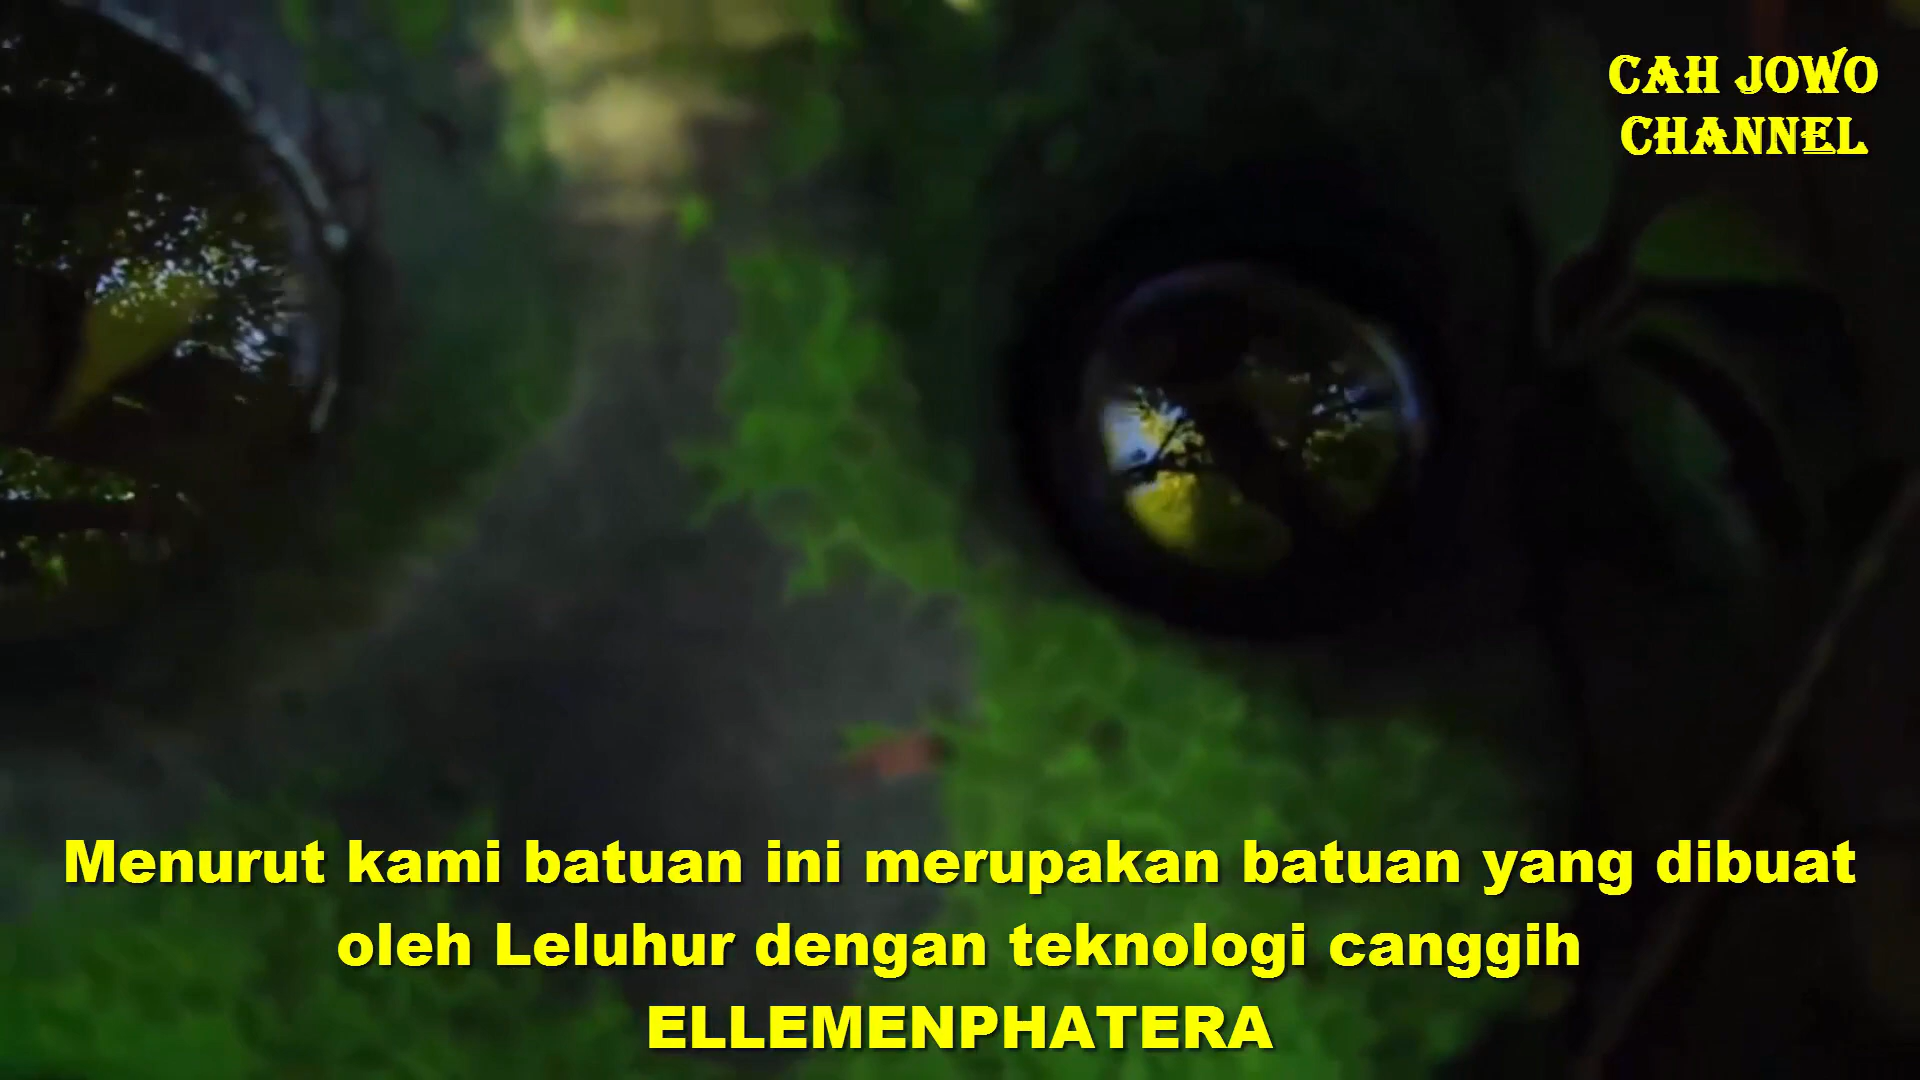 CAH JOWO
CHANNEL
Menurut kami batuan ini merupakan batuan yang dibuat
oleh Leluhur dengan teknologi canggih
ELLEMENPHATERA